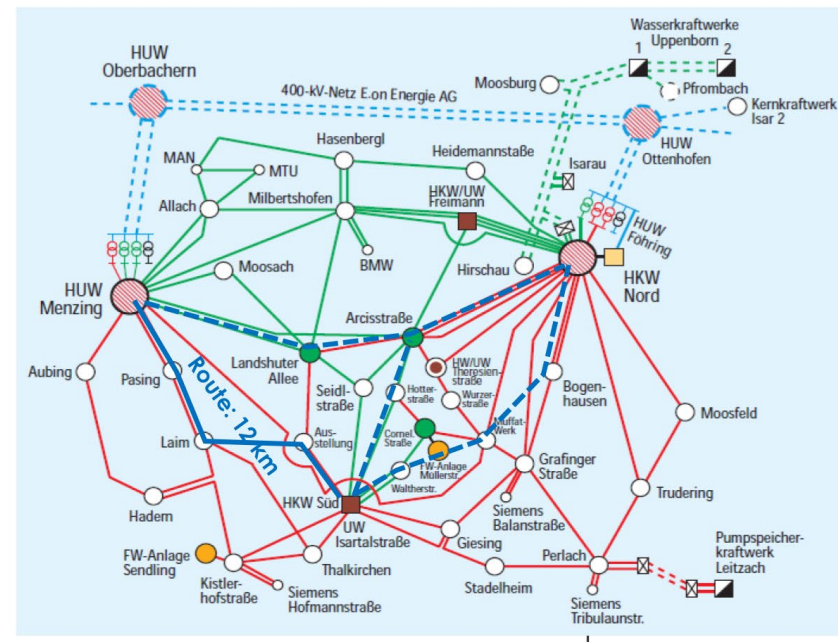 Wasserkraftwerke
Uppenborn
1
2
HUW
Oberbachern
400-kV-Netz E.on Energie AG
Moosburg
Pfrombach
Kernkraftwerk
Isar 2
HUW
Ottenhofen
MAN
MTU
Hasenbergl
Heidemannstaße
Isarau
Allach
Milbertshofen
HKW/UW
Freimann
HUW
Föhring
BMW
Moosach
Hirschau
HKW
Nord
HUW
Menzing
Arcisstraße
Landshuter
Allee
Aubing
Pasing
Route: 12 km
Seidl-
straße
Hotter-
straße
HW/UW
Theresien-
straße
Wurzer-
straße
Bogen-
hausen
Moosfeld
Laim
Aus-
stellung
Cornel.
Straße
Muffat-
Werk
FW-Anlage
Müllerstr.
Waltherstr.
Grafinger
Straße
Hadern
HKW Süd
UW
Isartalstraße
Siemens
Balanstraße
Trudering
Giesing
FW-Anlage
Sendling
Kistler-
hofstraße
Thalkirchen
Siemens
Hofmannstraße
Stadelheim
Perlach
Siemens
Tribulaunstr.
Pumpspeicher-
kraftwerk
Leitzach